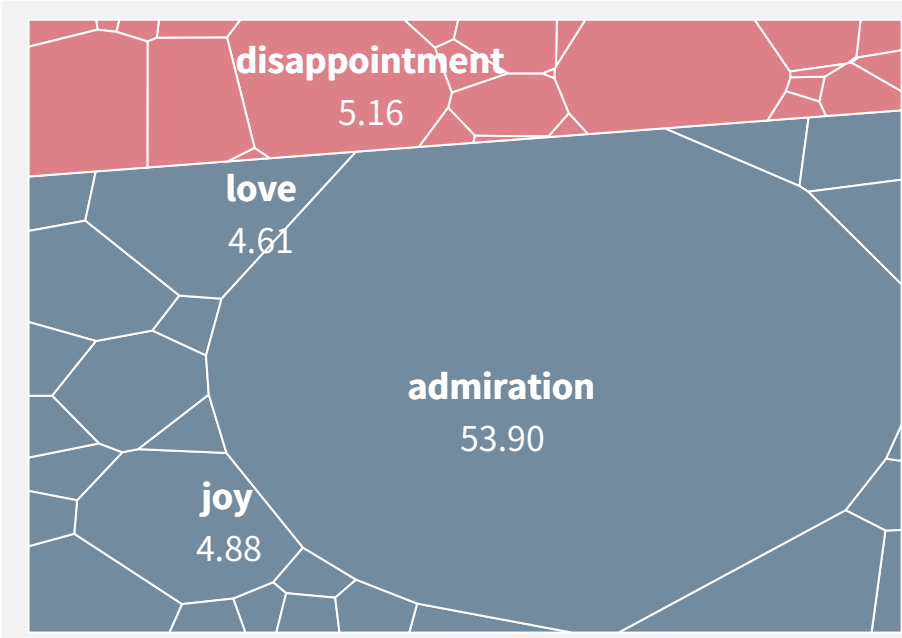 disappointment
5.16
love
4.61
admiration
53.90
joy
4.88